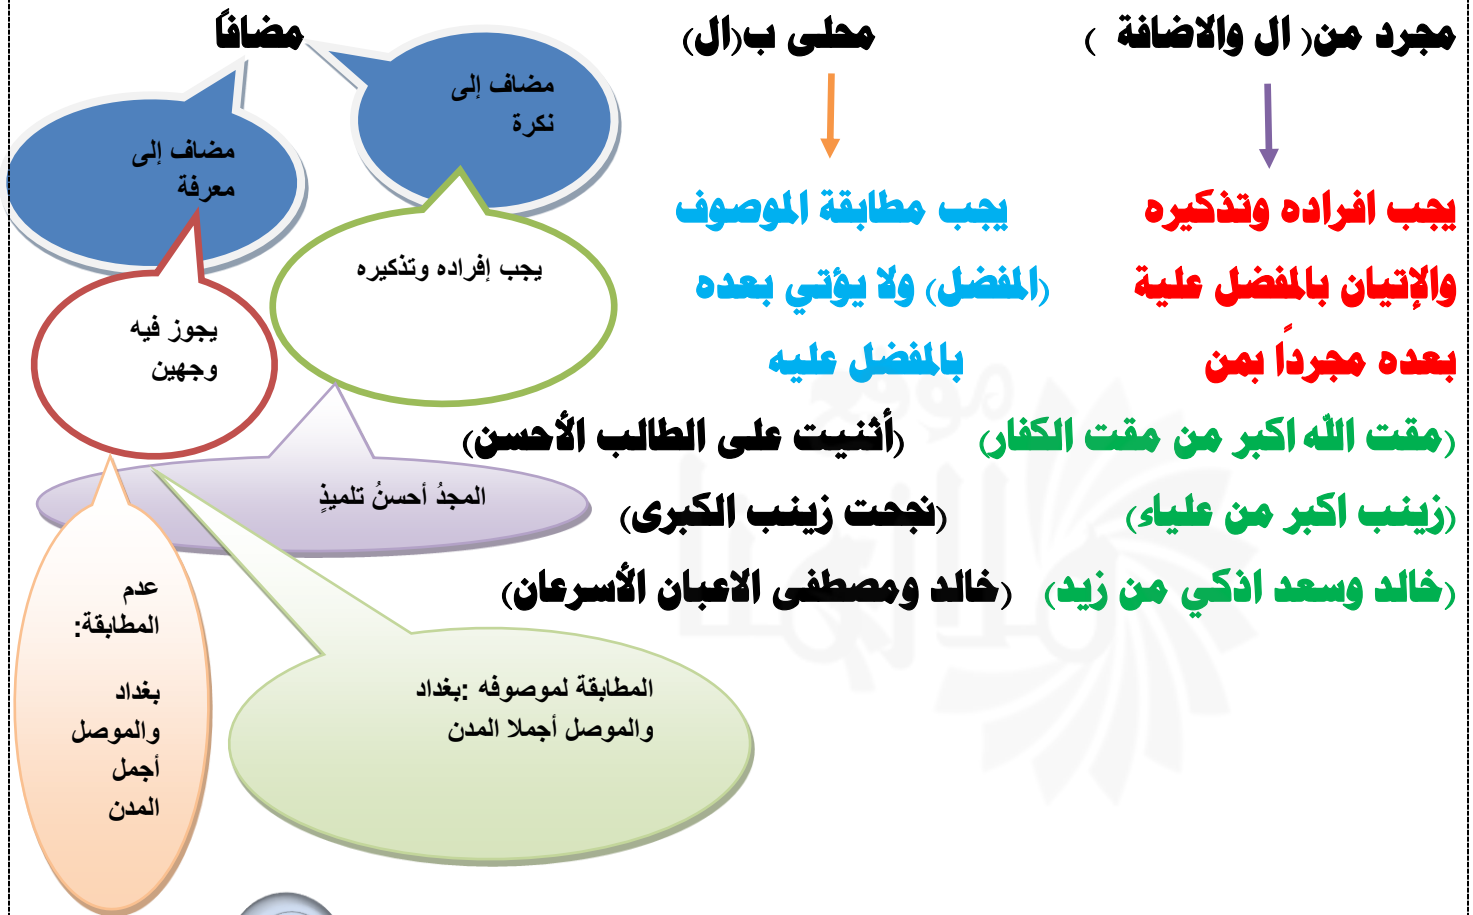 مجرد من( ال والاضافة )
محلى ب(ال)
مضافاً
يجب افراده وتذكيره
والإتيان بالمفضل علية
بعده مجرداً بمن
(مقت الله اكبر من مقت الكفار)
(زينب اكبر من علياء)
(خالد وسعد اذكي من زيد)
يجب مطابقة الموصوف
(المفضل) ولا يؤتي بعده
بالمفضل عليه
(أثنيت على الطالب الأحسن)
(نجحت زينب الكبرى)
(خالد ومصطفى الاعبان الأسرعان)
مضاف إلى
نكرة
يجب إفراده وتذكيره
المجدُ أحسنُ تلميذٍ
مضاف إلى
معرفة
يجوز فيه
وجهين
المطابقة لموصوفه :بغداد
والموصل أجملا المدن
عدم
المطابقة:
بغداد
والموصل
أجمل
المدن
موقع